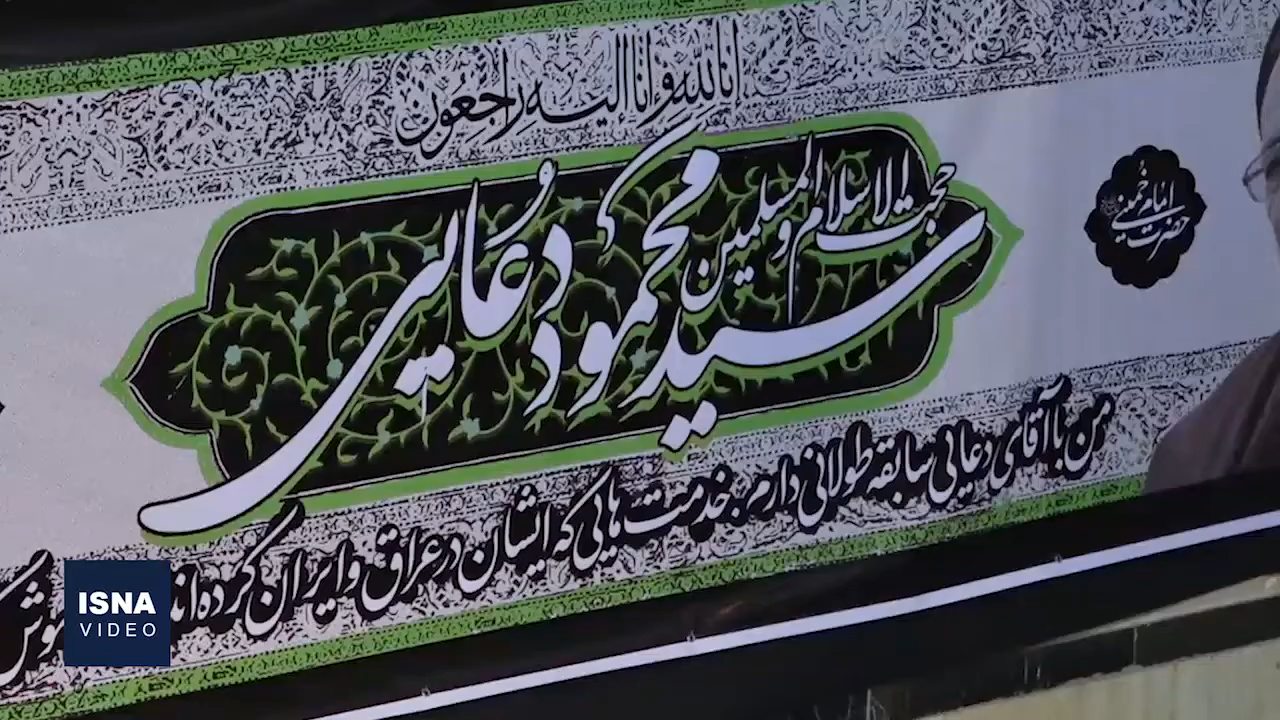 انا لله و انا الیه راجعون
حجت الاسلام و المسلمین
سید محمود دعایی
حضرت امام خمینی
من با آقای دعایی سابقه طولانی دارم. خدمت هایی که ایشان در عراق و ایران کرده اند
ISNA
VIDEO